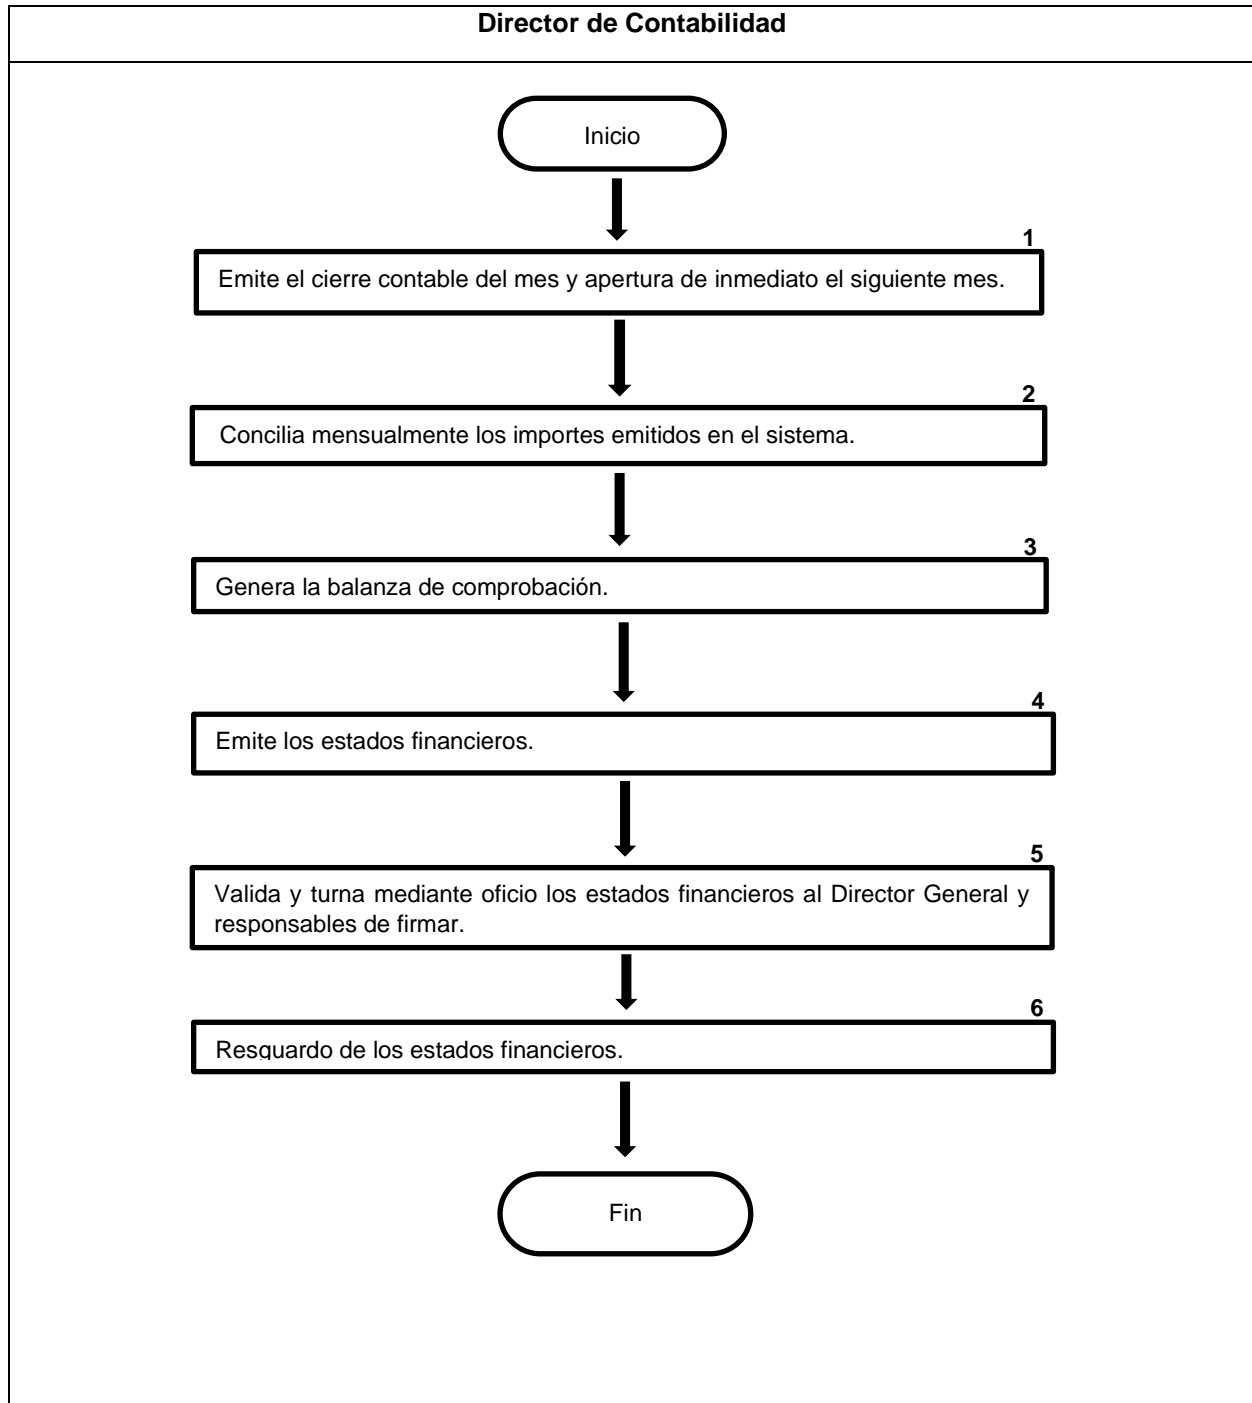 Director de Contabilidad
Inicio
1
Emite el cierre contable del mes y apertura de inmediato el siguiente mes.
2
Concilia mensualmente los importes emitidos en el sistema.
3
Genera la balanza de comprobación.
4
Emite los estados financieros.
5
Valida y turna mediante oficio los estados financieros al Director General y
responsables de firmar.
6
Resguardo de los estados financieros.
Fin